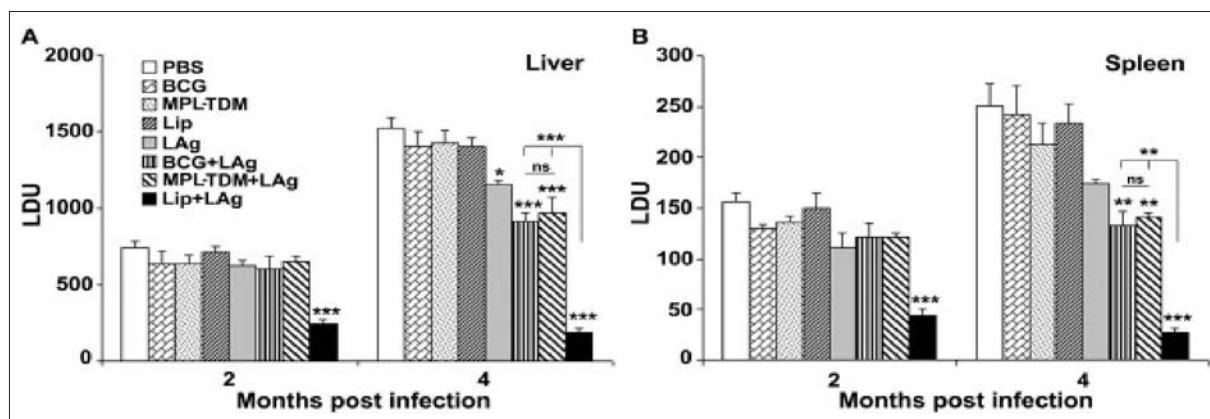 A
Liver
2000
1500
1000
500
0
LDU
PBS
BCG
MPL-TDM
Lip
LAg
BCG+LAg
MPL-TDM+LAg
Lip+LAg
***
*
***
***
ns
***
***
2
4
Months post infection
B
Spleen
300
250
200
150
100
50
0
LDU
***
**
**
ns
**
***
2
4
Months post infection